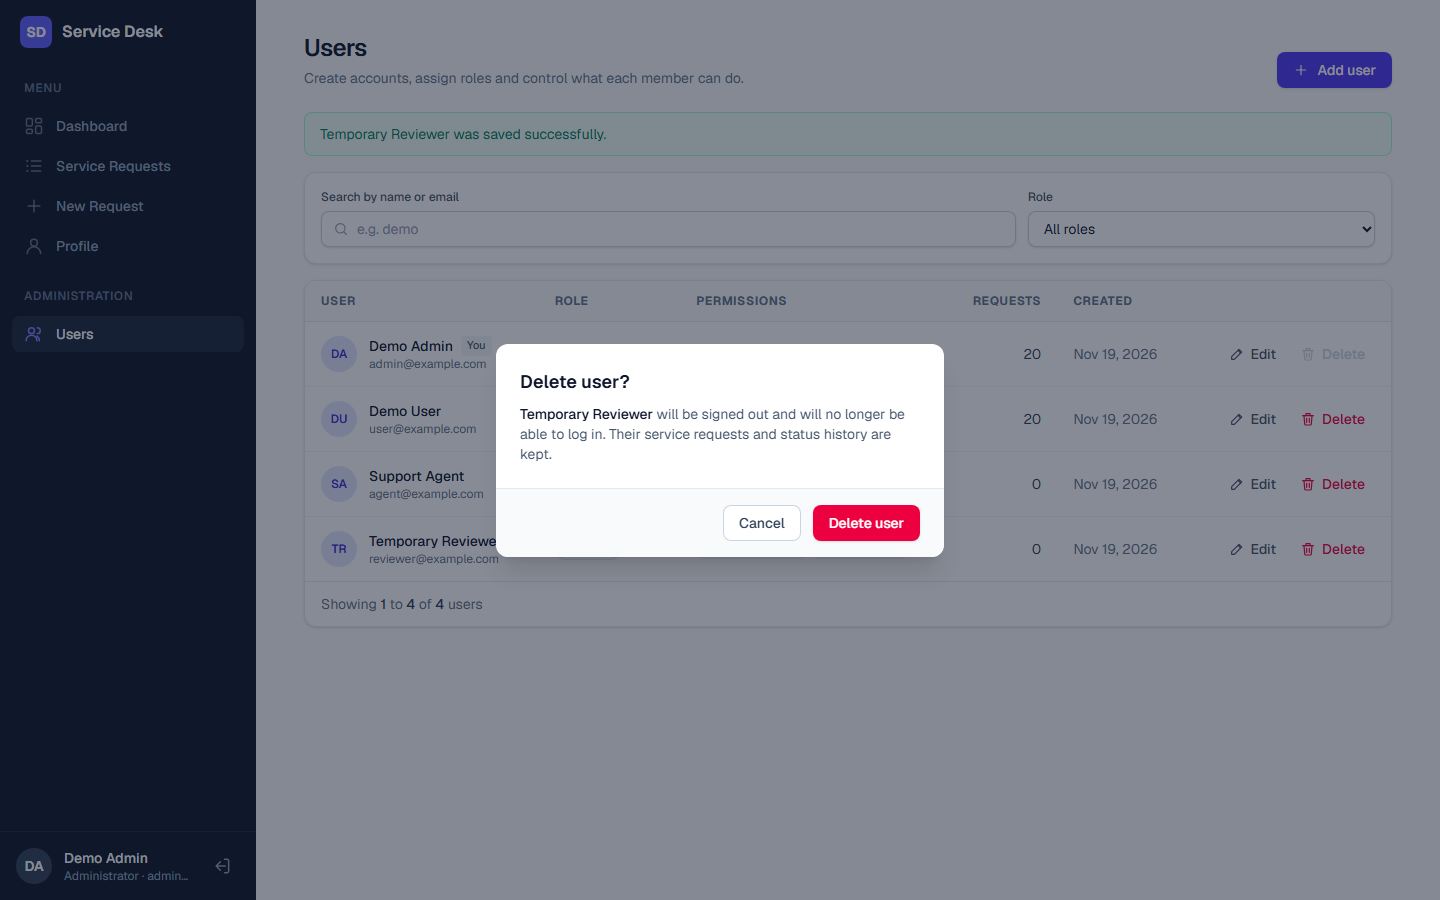 SD Service Desk
MENU
Dashboard
Service Requests
New Request
Profile
ADMINISTRATION
Users
DA
Demo Admin
Administrator · admin...
Users
Create accounts, assign roles and control what each member can do.
Add user
Temporary Reviewer was saved successfully.
Search by name or email
e.g. demo
Role
All roles
USER ROLE PERMISSIONS REQUESTS CREATED
DA Demo Admin You
admin@example.com
20 Nov 19, 2026 Edit Delete
DU Demo User
user@example.com
20 Nov 19, 2026 Edit Delete
SA Support Agent
agent@example.com
0 Nov 19, 2026 Edit Delete
TR Temporary Reviewe
reviewer@example.com
0 Nov 19, 2026 Edit Delete
Showing 1 to 4 of 4 users
Delete user?
Temporary Reviewer will be signed out and will no longer be
able to log in. Their service requests and status history are
kept.
Cancel
Delete user